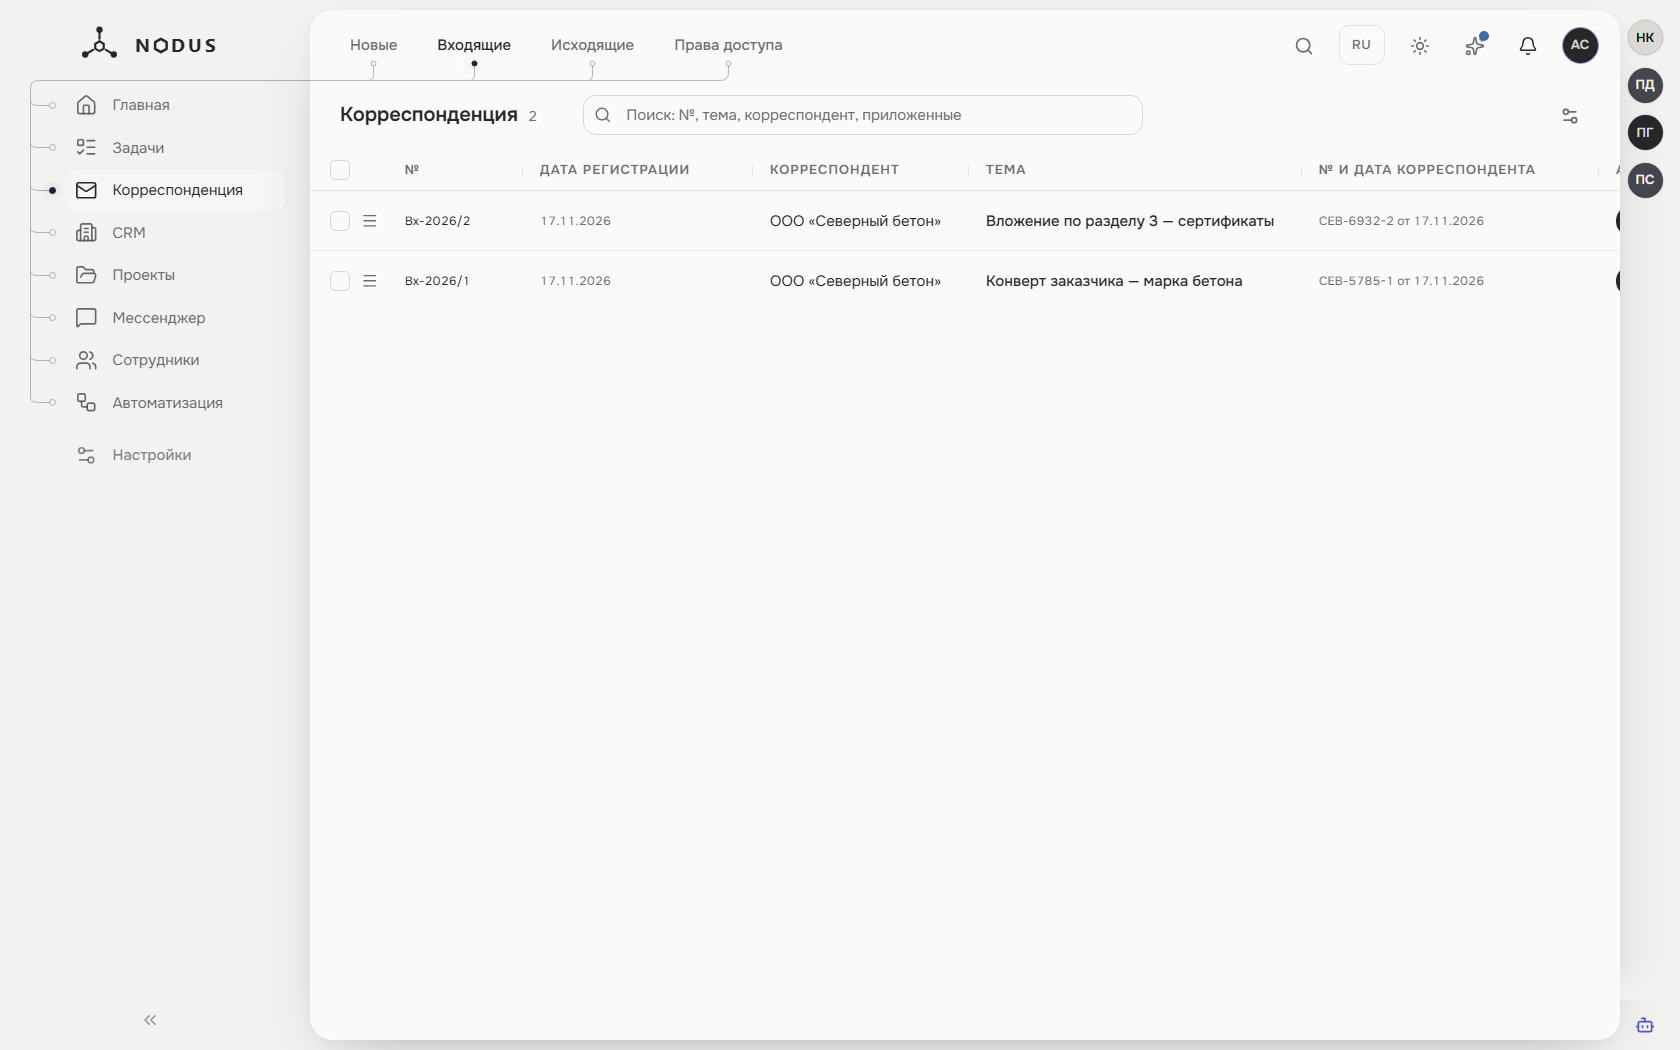 NODUS
Новые Входящие Исходящие Права доступа
RU
АС
НК
ПД
ПГ
ПС
Главная
Задачи
Корреспонденция
CRM
Проекты
Мессенджер
Сотрудники
Автоматизация
Настройки
Корреспонденция 2
Поиск: №, тема, корреспондент, приложенные
№ ДАТА РЕГИСТРАЦИИ КОРРЕСПОНДЕНТ ТЕМА № И ДАТА КОРРЕСПОНДЕНТА
Вх-2026/2 17.11.2026 ООО «Северный бетон» Вложение по разделу 3 — сертификаты СЕВ-6932-2 от 17.11.2026
Вх-2026/1 17.11.2026 ООО «Северный бетон» Конверт заказчика — марка бетона СЕВ-5785-1 от 17.11.2026